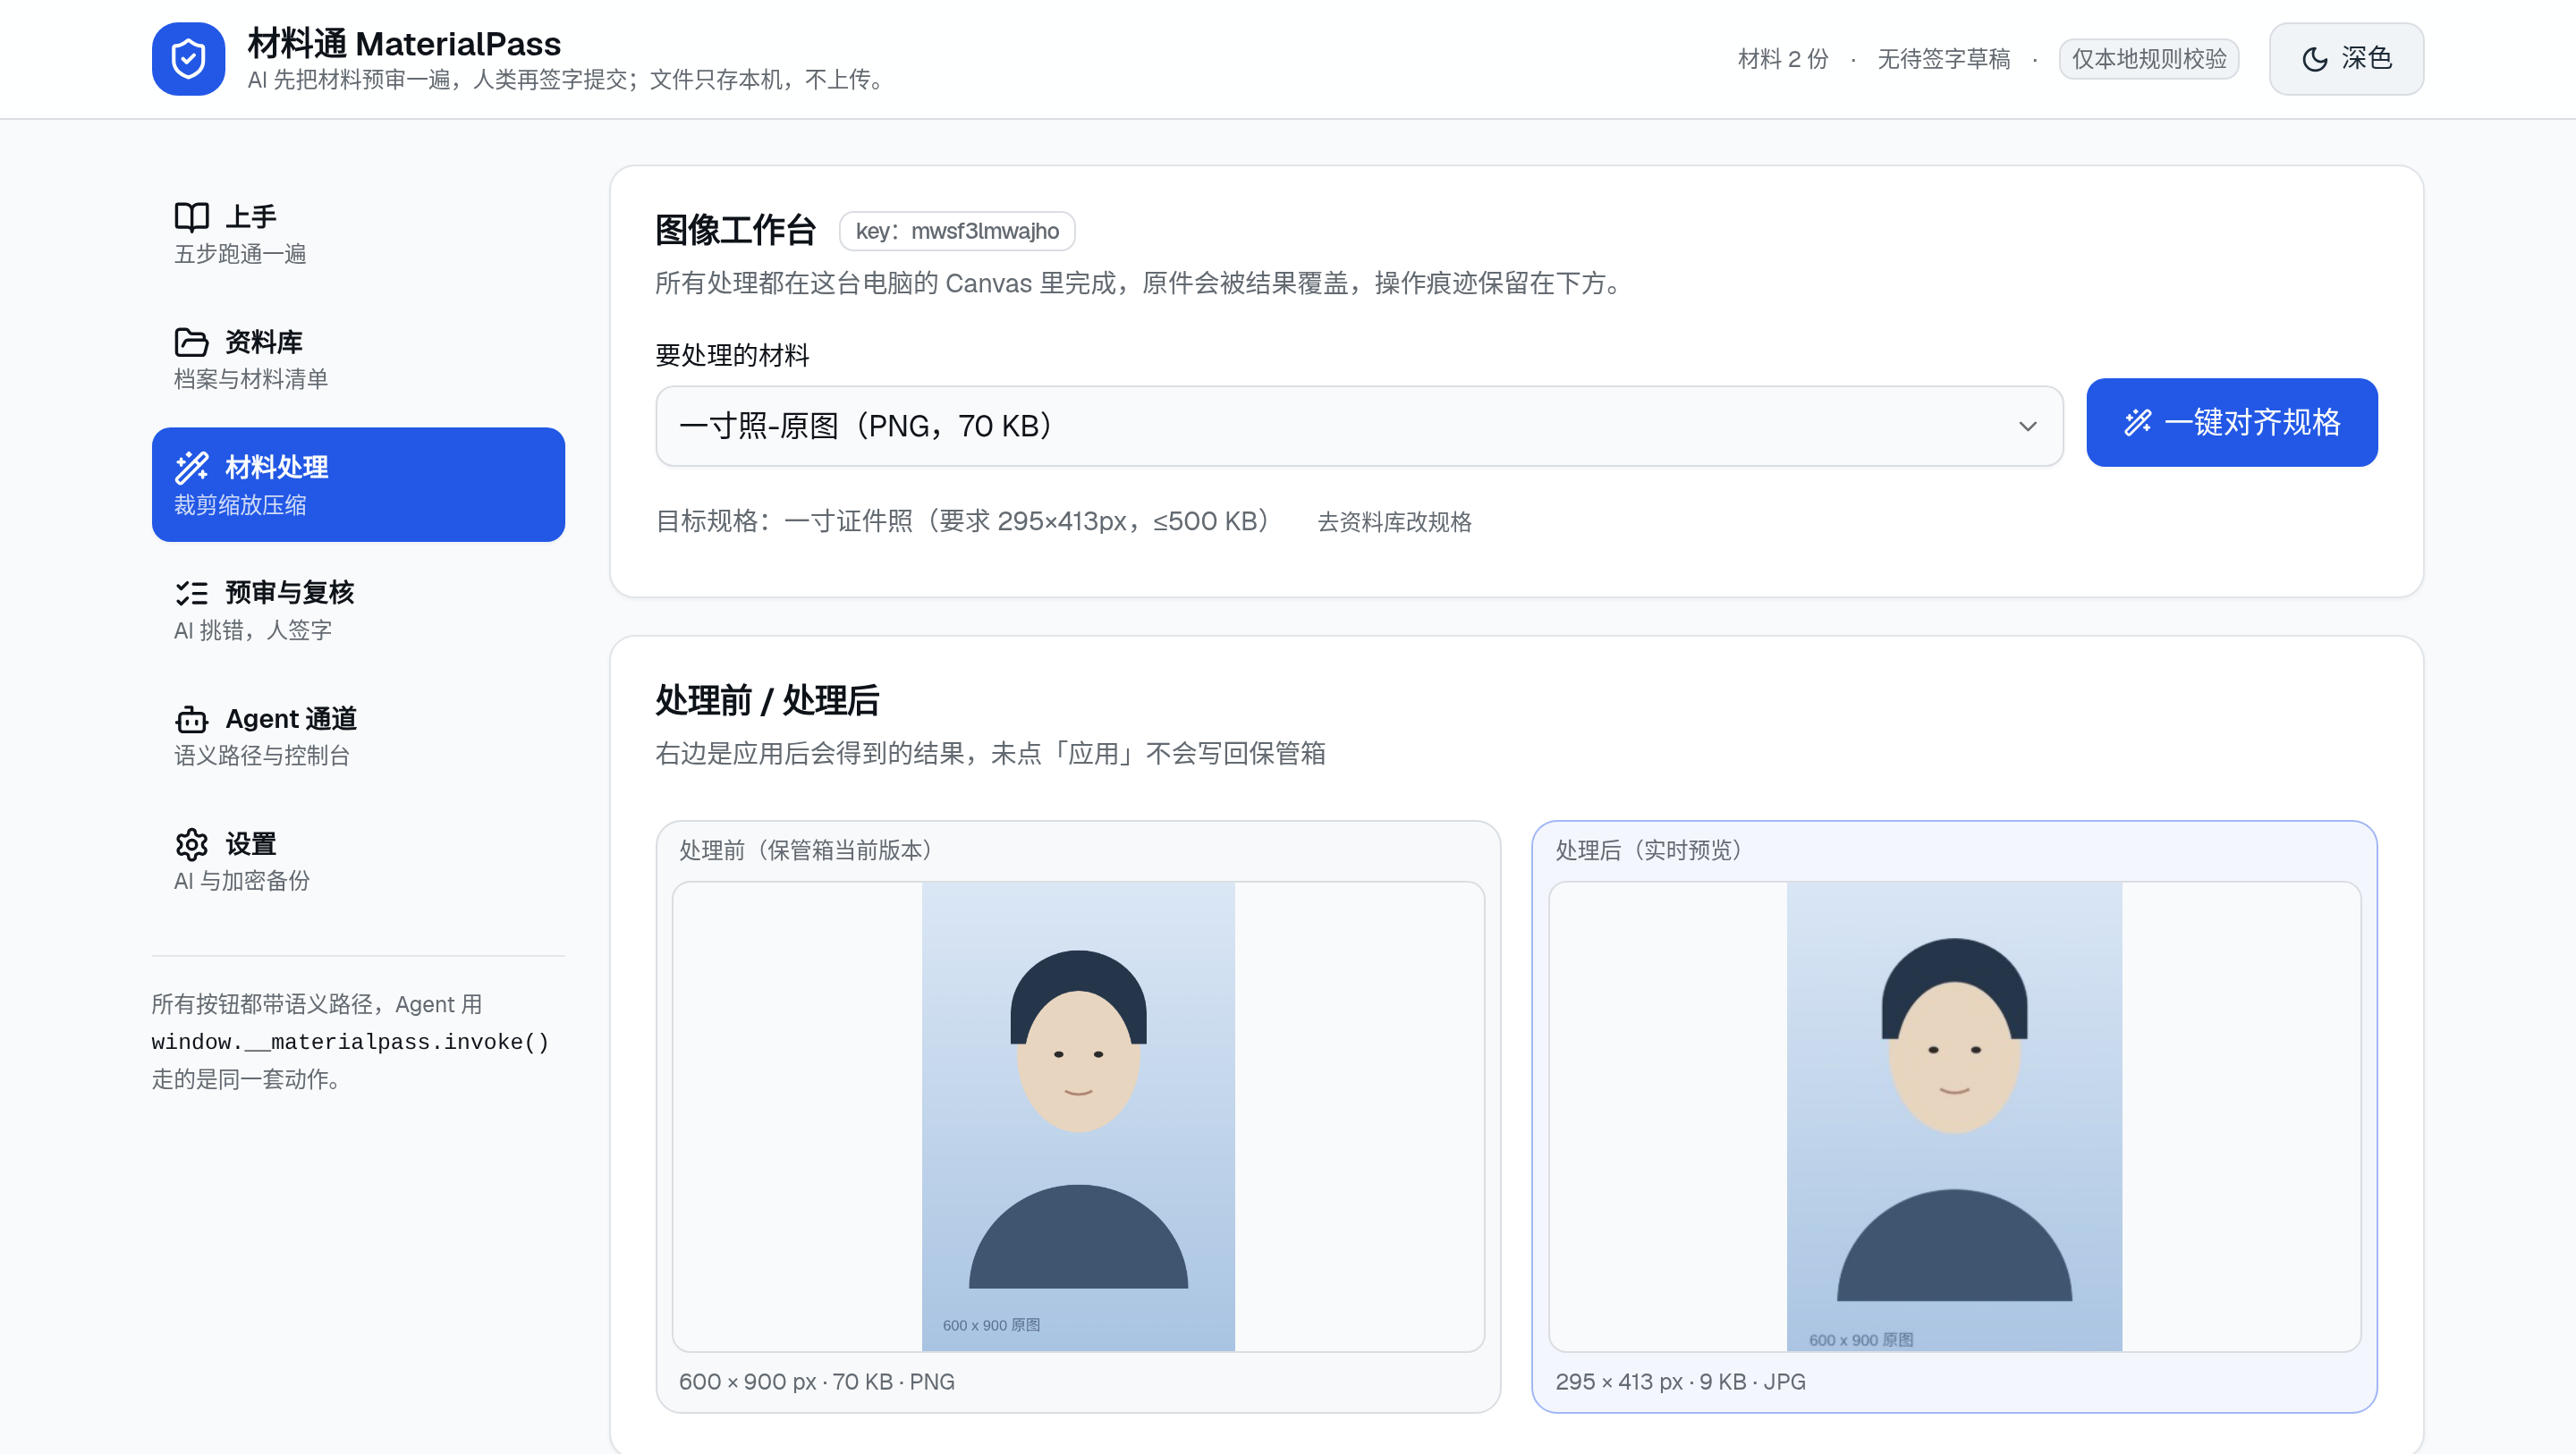 材料通 MaterialPass
AI 先把材料预审一遍，人类再签字提交；文件只存本机，不上传。
材料 2 份 · 无待签字草稿 · 仅本地规则校验
深色
上手
五步跑通一遍
资料库
档案与材料清单
材料处理
裁剪缩放压缩
预审与复核
AI 挑错，人签字
Agent 通道
语义路径与控制台
设置
AI 与加密备份
所有按钮都带语义路径，Agent 用
window.__materialpass.invoke()
走的是同一套动作。
图像工作台
key：mwsf3lmwajho
所有处理都在这台电脑的 Canvas 里完成，原件会被结果覆盖，操作痕迹保留在下方。
要处理的材料
一寸照-原图（PNG，70 KB）
一键对齐规格
目标规格：一寸证件照（要求 295×413px，≤500 KB）
去资料库改规格
处理前 / 处理后
右边是应用后会得到的结果，未点「应用」不会写回保管箱
处理前（保管箱当前版本）
600 x 900 原图
600 × 900 px · 70 KB · PNG
处理后（实时预览）
600 x 900 原图
295 × 413 px · 9 KB · JPG